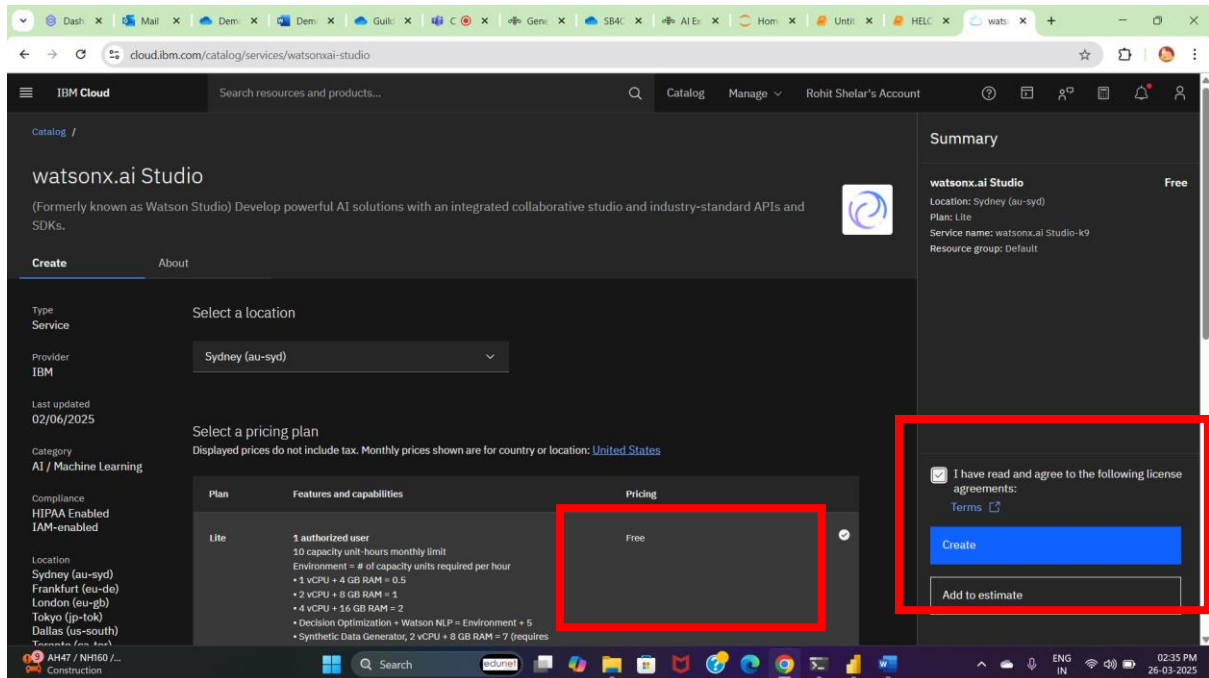 Dash
Mail
Dem
Dem
Guil
C
Gene
SB4C
AI Ex
Hom
Untit
HELC
wats
cloud.ibm.com/catalog/services/watsonxai-studio
IBM Cloud
Search resources and products...
Catalog
Manage
Rohit Shelar's Account
Catalog /
watsonx.ai Studio
(Formerly known as Watson Studio) Develop powerful AI solutions with an integrated collaborative studio and industry-standard APIs and
SDKs.
Create About
Type
Service
Provider
IBM
Last updated
02/06/2025
Category
AI / Machine Learning
Compliance
HIPAA Enabled
IAM-enabled
Location
Sydney (au-syd)
Frankfurt (eu-de)
London (eu-gb)
Tokyo (jp-tok)
Dallas (us-south)
Toronto (ca-tor)
Select a location
Sydney (au-syd)
Select a pricing plan
Displayed prices do not include tax. Monthly prices shown are for country or location: United States
Plan Features and capabilities Pricing
Lite 1 authorized user Free
10 capacity unit-hours monthly limit
Environment = # of capacity units required per hour
• 1 vCPU + 4 GB RAM = 0.5
• 2 vCPU + 8 GB RAM = 1
• 4 vCPU + 16 GB RAM = 2
• Decision Optimization + Watson NLP = Environment + 5
• Synthetic Data Generator, 2 vCPU + 8 GB RAM = 7 (requires
Summary
watsonx.ai Studio Free
Location: Sydney (au-syd)
Plan: Lite
Service name: watsonx.ai Studio-k9
Resource group: Default
I have read and agree to the following license
agreements:
Terms
Create
Add to estimate
9
AH47 / NH160 /...
Construction
Search
edunet
ENG
IN
02:35 PM
26-03-2025